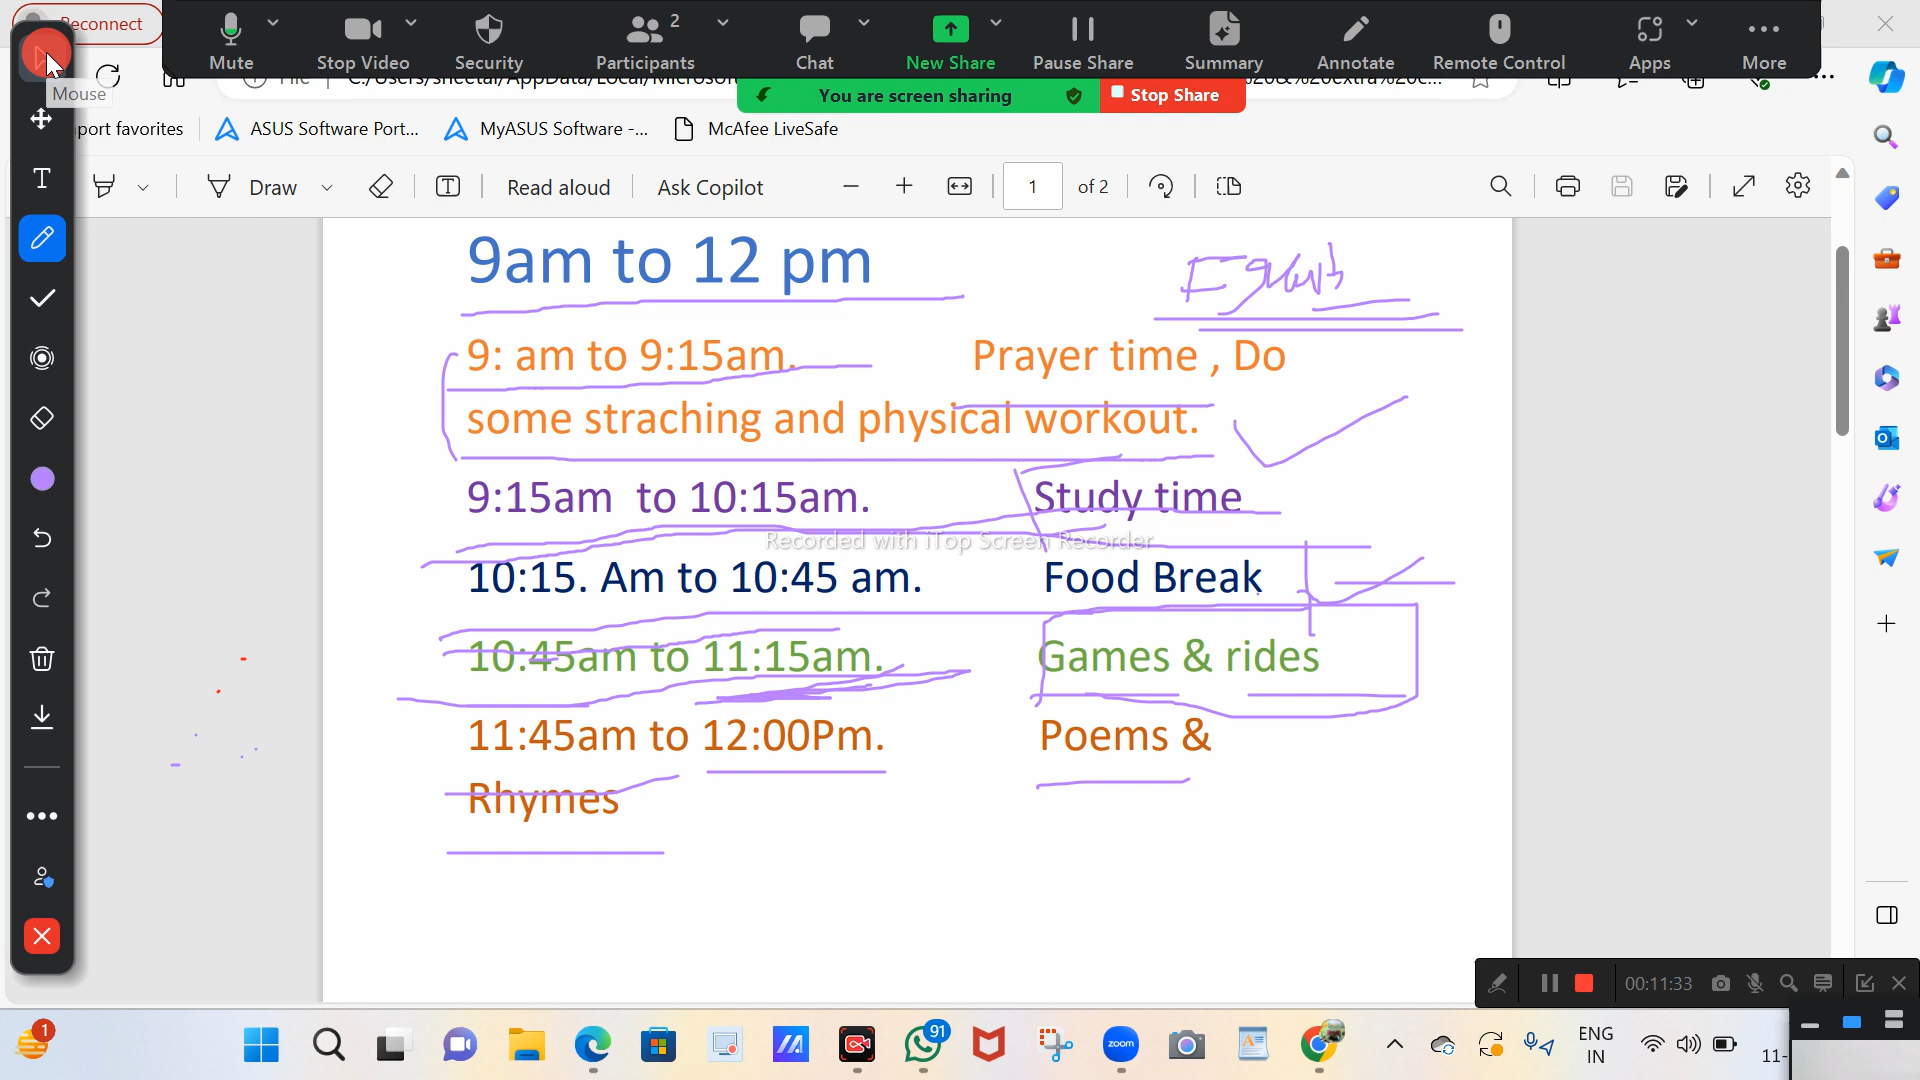 Reconnect
Mute
Stop Video
Security
Participants
2
Chat
New Share
Pause Share
Summary
Annotate
Remote Control
Apps
More
Mouse
You are screen sharing
Stop Share
port favorites
ASUS Software Port...
MyASUS Software -...
McAfee LiveSafe
Draw
Read aloud
Ask Copilot
1
of 2
9am to 12 pm
9: am to 9:15am. Prayer time , Do
some straching and physical workout.
9:15am to 10:15am. Study time
Recorded with iTop Screen Recorder
10:15. Am to 10:45 am. Food Break
10:45am to 11:15am. Games & rides
11:45am to 12:00Pm. Poems &
Rhymes
00:11:33
1
91
zoom
ENG
IN
11-